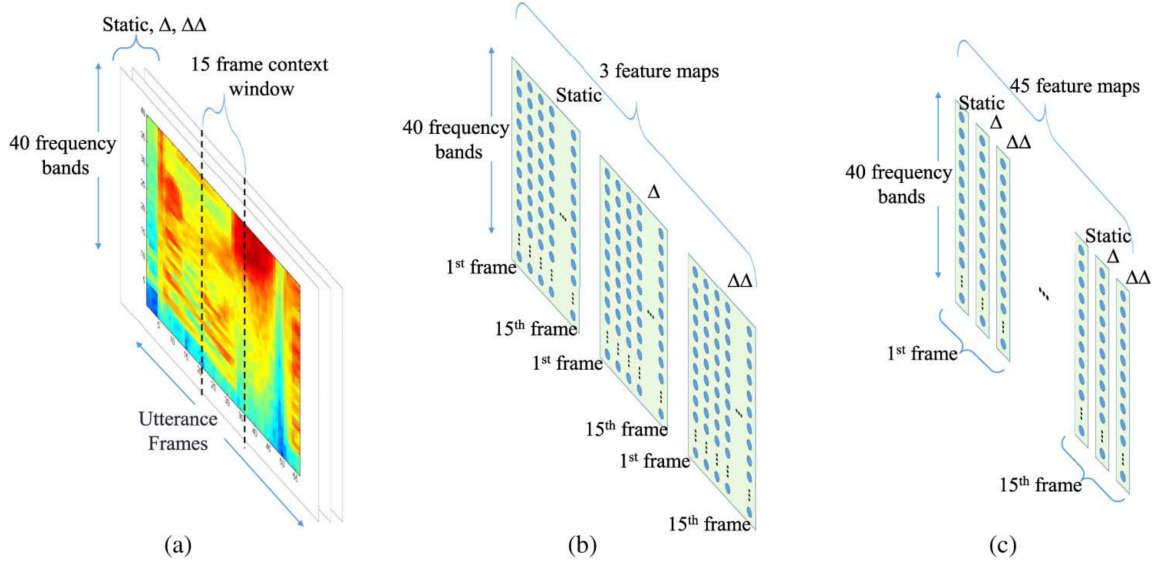 Static, Δ, ΔΔ
15 frame context
window
40 frequency
bands
Utterance
Frames
(a)
3 feature maps
Static
40 frequency
bands
Δ
1st frame
ΔΔ
15th frame
1st frame
15th frame
1st frame
15th frame
(b)
45 feature maps
Static
Δ
ΔΔ
40 frequency
bands
Static
Δ
ΔΔ
1st frame
15th frame
(c)